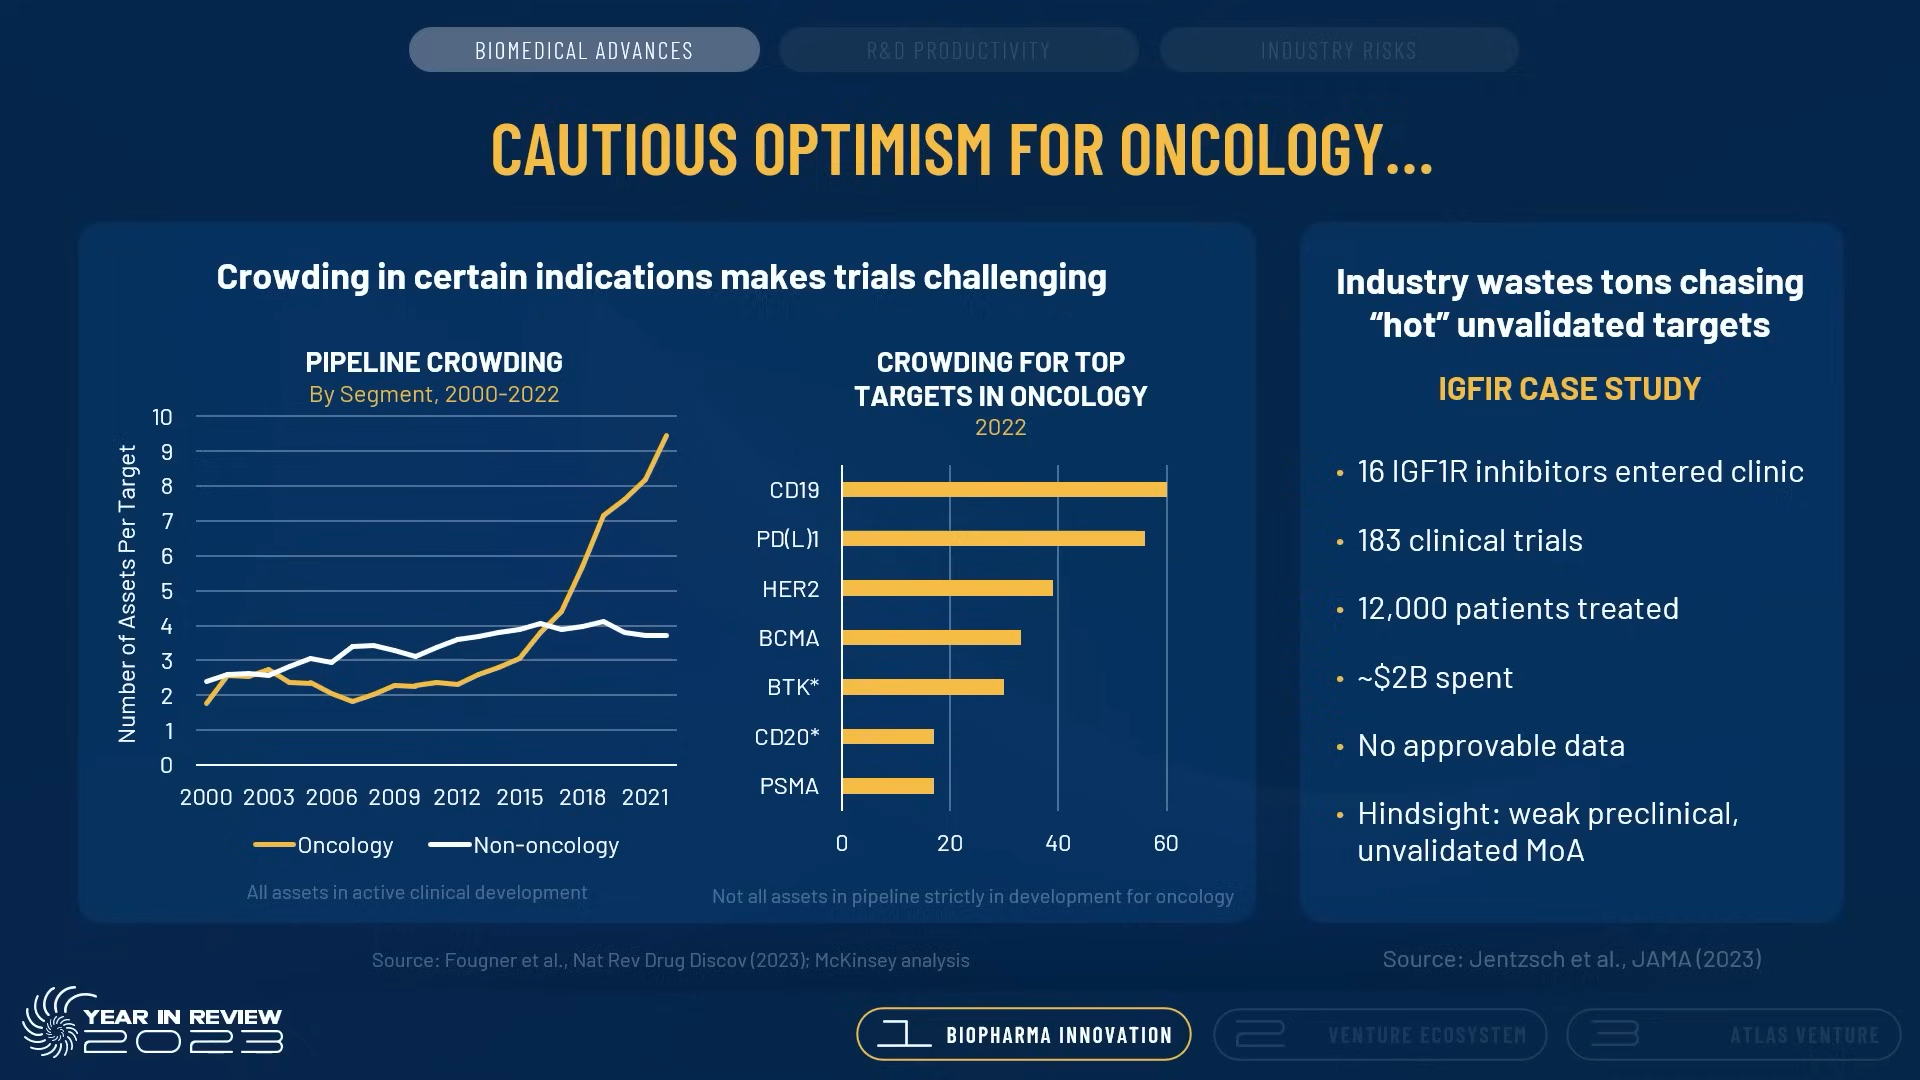 BIOMEDICAL ADVANCES
R&D PRODUCTIVITY
INDUSTRY RISKS
CAUTIOUS OPTIMISM FOR ONCOLOGY...
Crowding in certain indications makes trials challenging
PIPELINE CROWDING
By Segment, 2000-2022
Number of Assets Per Target
10
9
8
7
6
5
4
3
2
1
0
2000 2003 2006 2009 2012 2015 2018 2021
Oncology Non-oncology
All assets in active clinical development
CROWDING FOR TOP
TARGETS IN ONCOLOGY
2022
CD19
PD(L)1
HER2
BCMA
BTK*
CD20*
PSMA
0 20 40 60
Not all assets in pipeline strictly in development for oncology
Source: Fougner et al., Nat Rev Drug Discov (2023); McKinsey analysis
Industry wastes tons chasing
“hot” unvalidated targets
IGFIR CASE STUDY
• 16 IGF1R inhibitors entered clinic
• 183 clinical trials
• 12,000 patients treated
• ~$2B spent
• No approvable data
• Hindsight: weak preclinical,
unvalidated MoA
Source: Jentzsch et al., JAMA (2023)
YEAR IN REVIEW
2023
1 BIOPHARMA INNOVATION
2 VENTURE ECOSYSTEM
3 ATLAS VENTURE